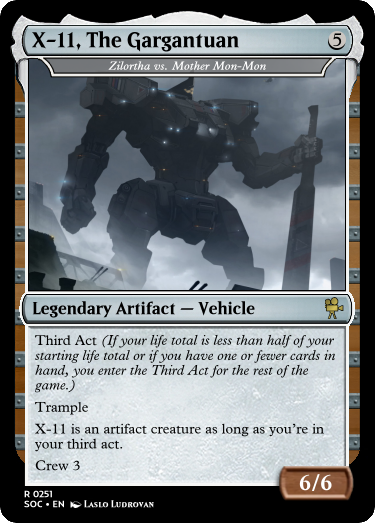 X-11, The Gargantuan
5
Zilortha vs. Mother Mon-Mon
Legendary Artifact — Vehicle
Third Act (If your life total is less than half of your
starting life total or if you have one or fewer cards in
hand, you enter the Third Act for the rest of the
game.)
Trample
X-11 is an artifact creature as long as you're in
your third act.
Crew 3
6/6
R 0251
SOC • EN Laslo Ludrovan